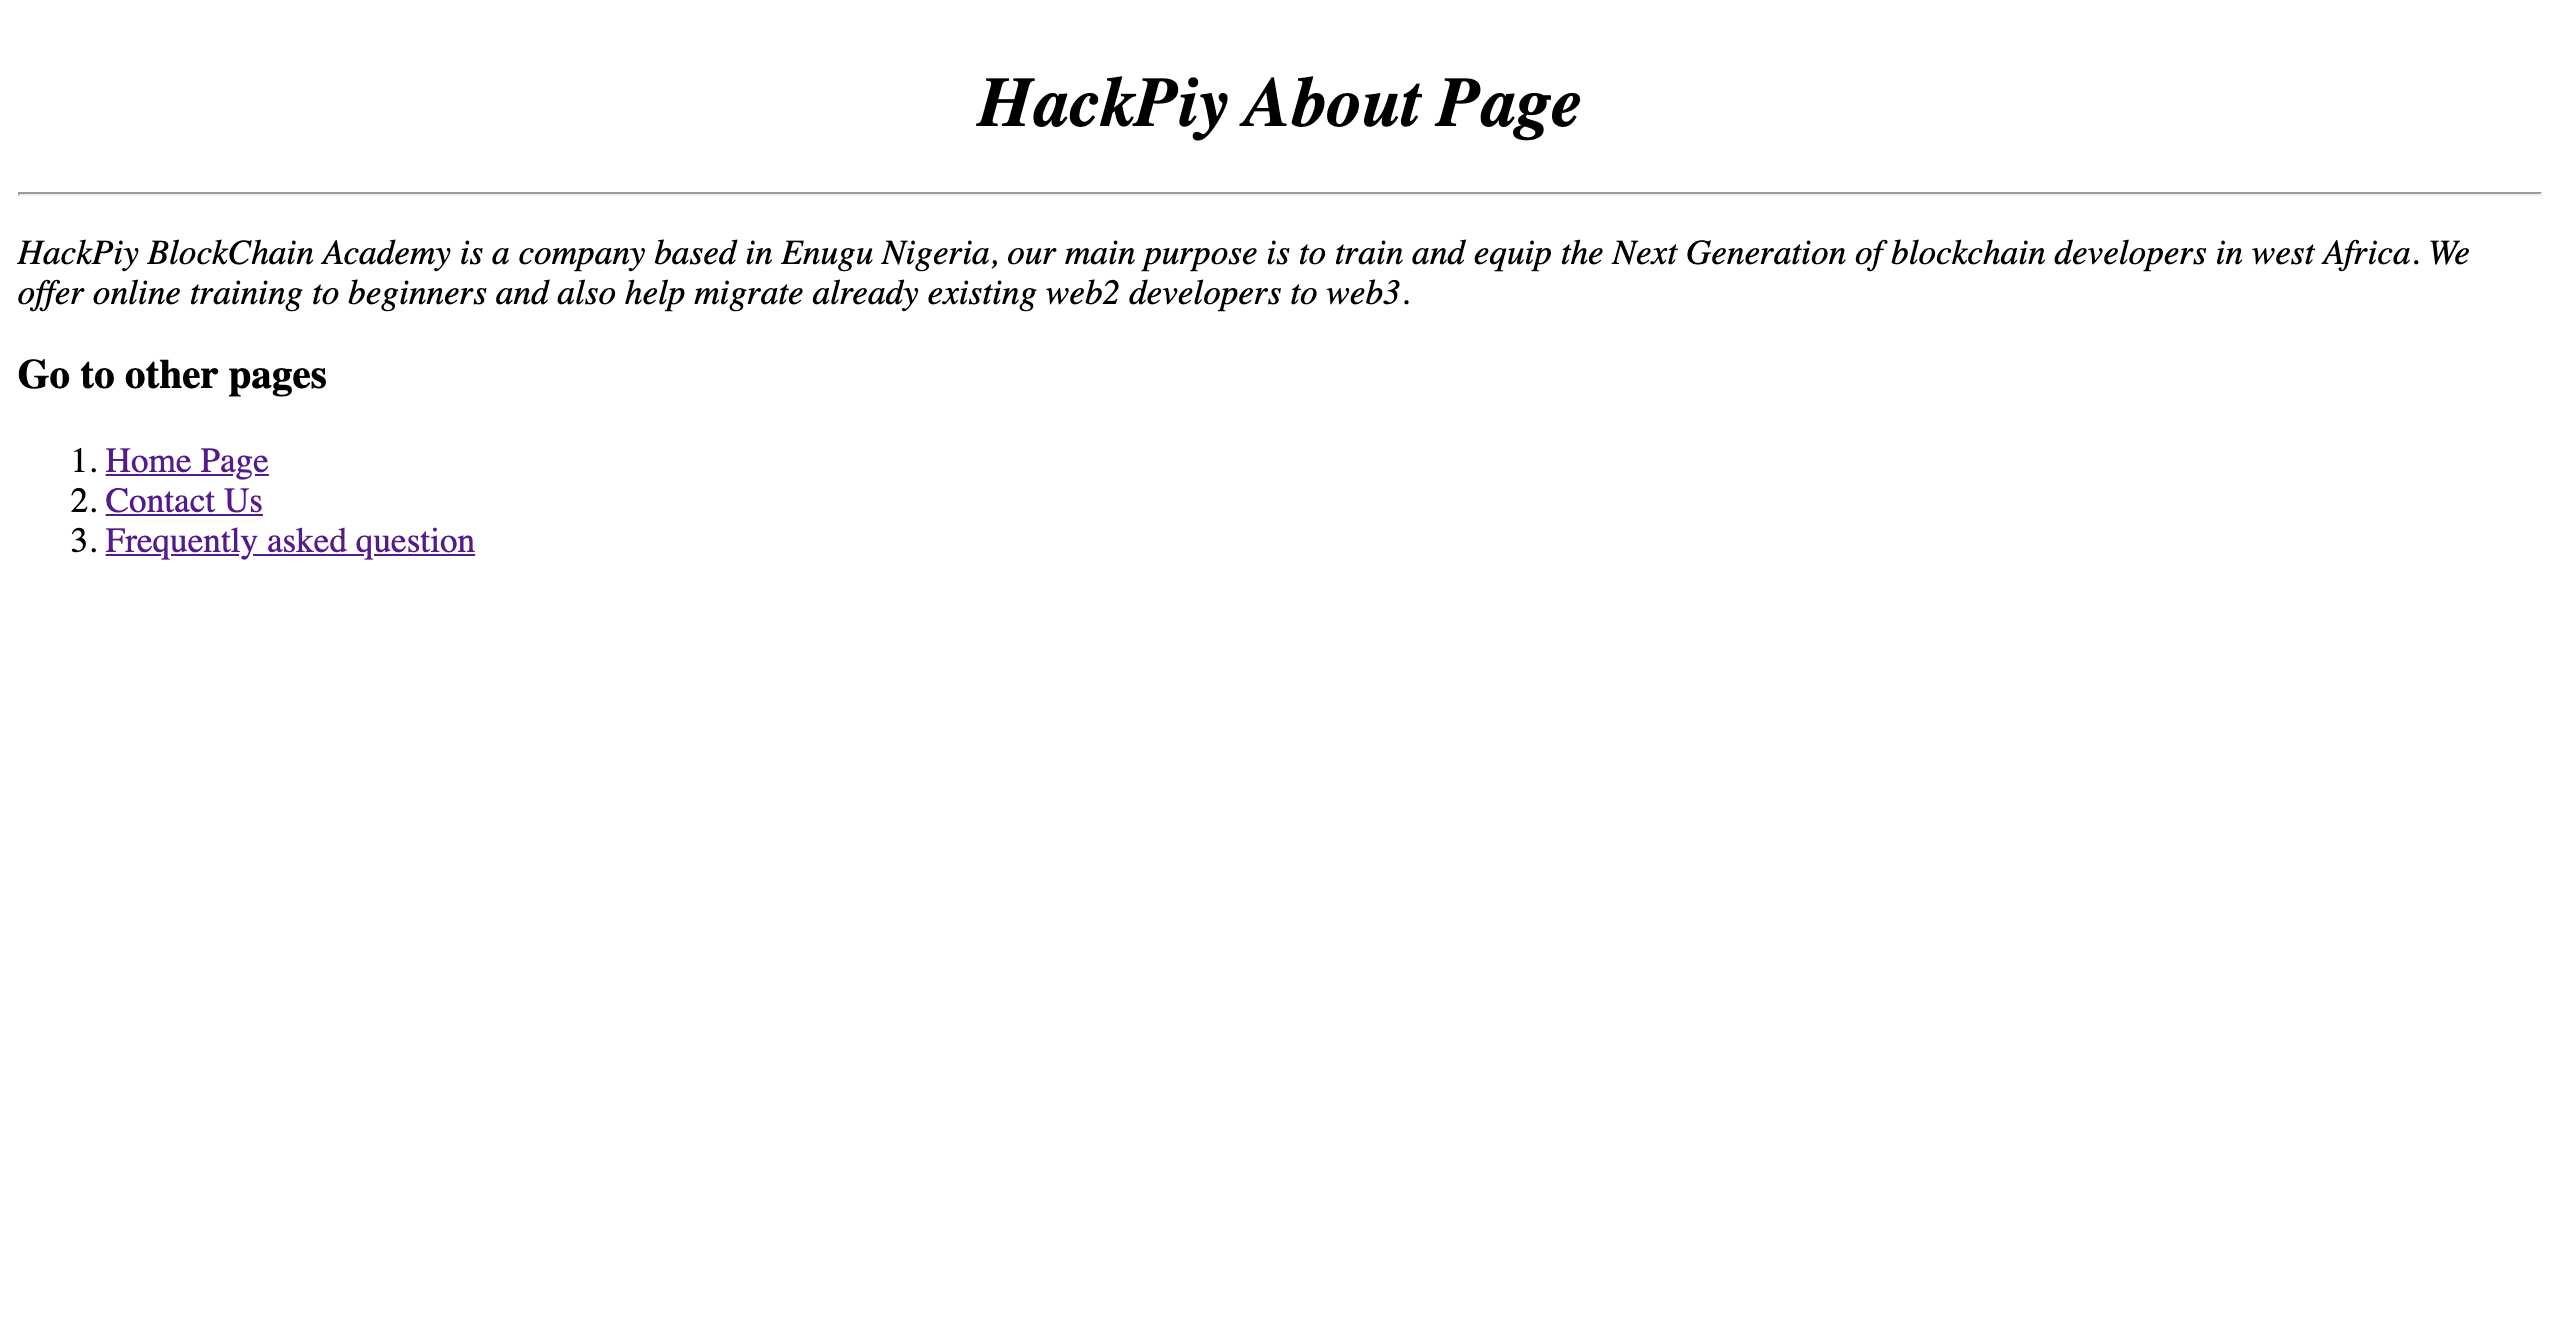 HackPiy About Page
HackPiy BlockChain Academy is a company based in Enugu Nigeria, our main purpose is to train and equip the Next Generation of blockchain developers in west Africa. We
offer online training to beginners and also help migrate already existing web2 developers to web3.
Go to other pages
1. Home Page
2. Contact Us
3. Frequently asked question